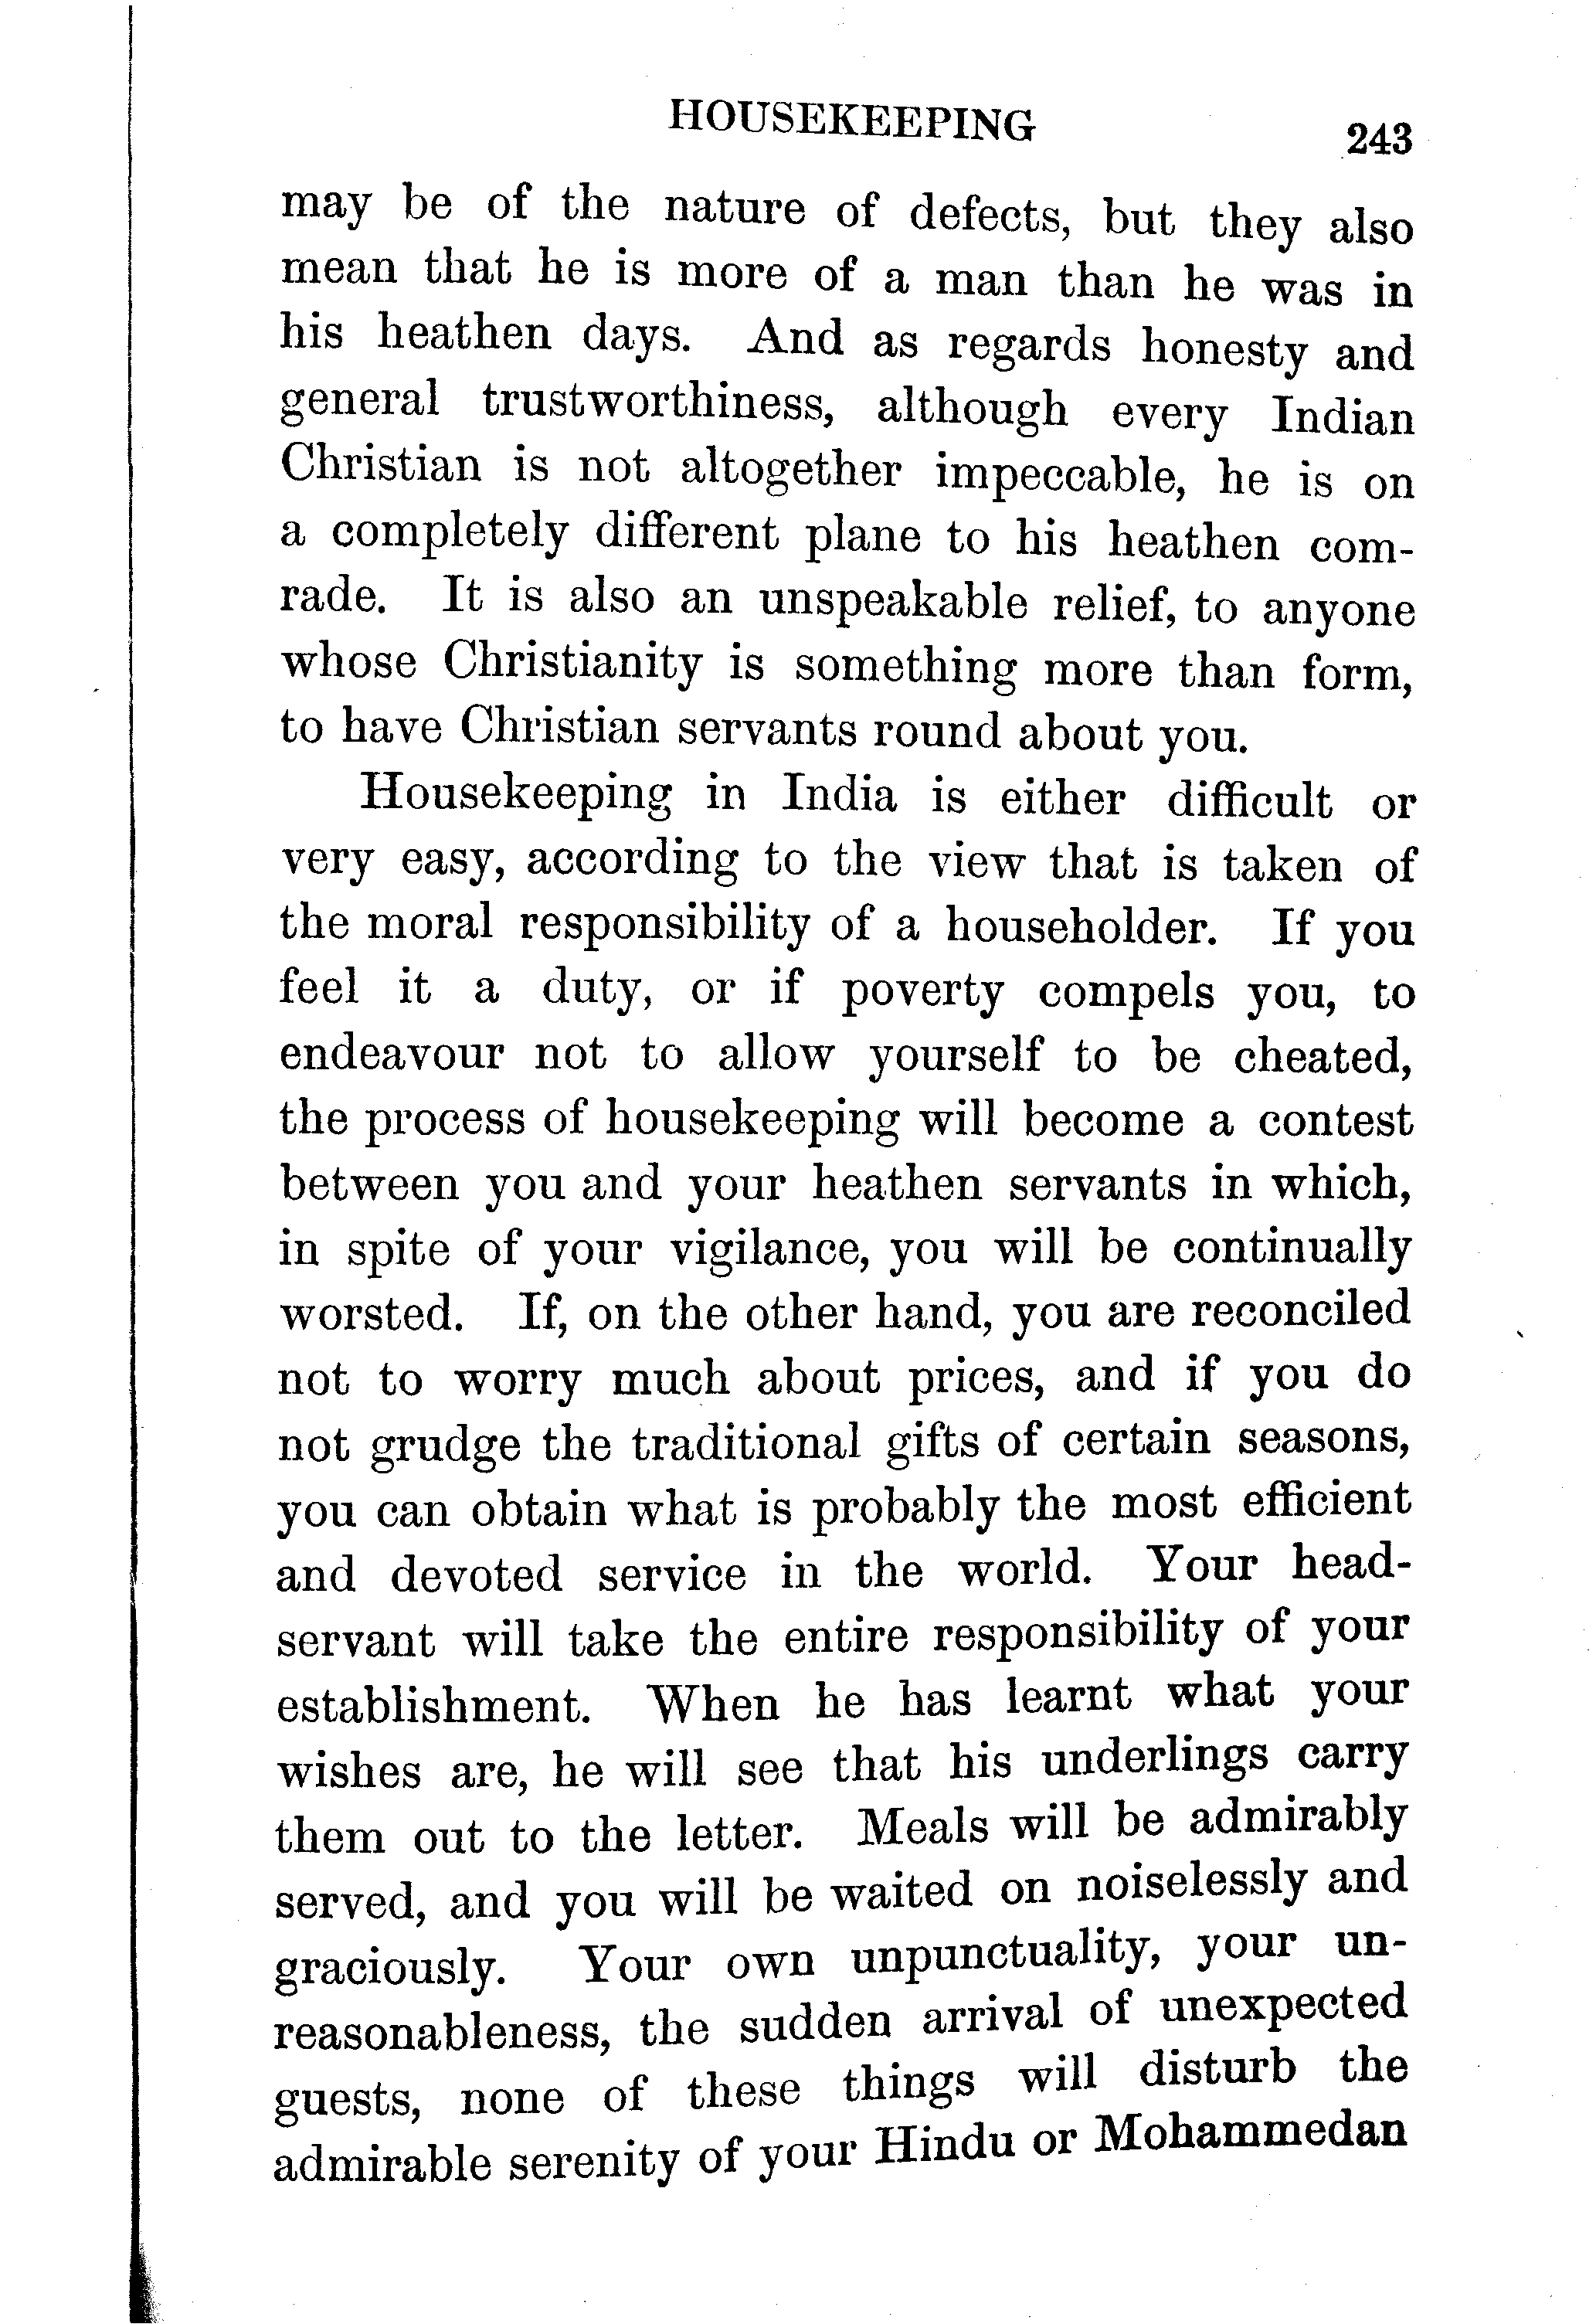 HOUSEKEEPING 243
may be of the nature of defects, but they also
mean that he is more of a man than he was in
his heathen days. And as regards honesty and
general trustworthiness, although every Indian
Christian is not altogether impeccable, he is on
a completely different plane to his heathen com-
rade. It is also an unspeakable relief, to anyone
whose Christianity is something more than form,
to have Christian servants round about you.
Housekeeping in India is either difficult or
very easy, according to the view that is taken of
the moral responsibility of a householder. If you
feel it a duty, or if poverty compels you, to
endeavour not to allow yourself to be cheated,
the process of housekeeping will become a contest
between you and your heathen servants in which,
in spite of your vigilance, you will be continually
worsted. If, on the other hand, you are reconciled
not to worry much about prices, and if you do
not grudge the traditional gifts of certain seasons,
you can obtain what is probably the most efficient
and devoted service in the world. Your head-
servant will take the entire responsibility of your
establishment. When he has learnt what your
wishes are, he will see that his underlings carry
them out to the letter. Meals will be admirably
served, and you will be waited on noiselessly and
graciously. Your own unpunctuality, your un-
reasonableness, the sudden arrival of unexpected
guests, none of these things will disturb the
admirable serenity of your Hindu or Mohammedan